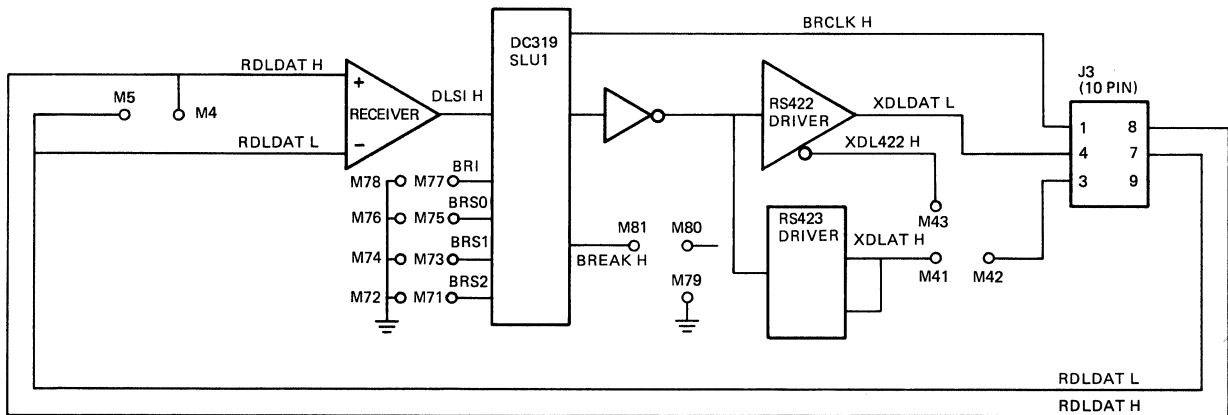 BRCLK H
DC319
SLU1
J3
(10 PIN)
RDLDAT H
+
RECEIVER
-
DLSI H
RS422
DRIVER
XDLDAT L
M5
M4
RDLDAT L
XDL422 H
1 8
4 7
3 9
M78 M77 BRI
M76 M75 BRS0
M74 M73 BRS1
M72 M71 BRS2
M81 M80
BREAK H
M79
RS423
DRIVER
XDLAT H
M43
M41 M42
RDLDAT L
RDLDAT H